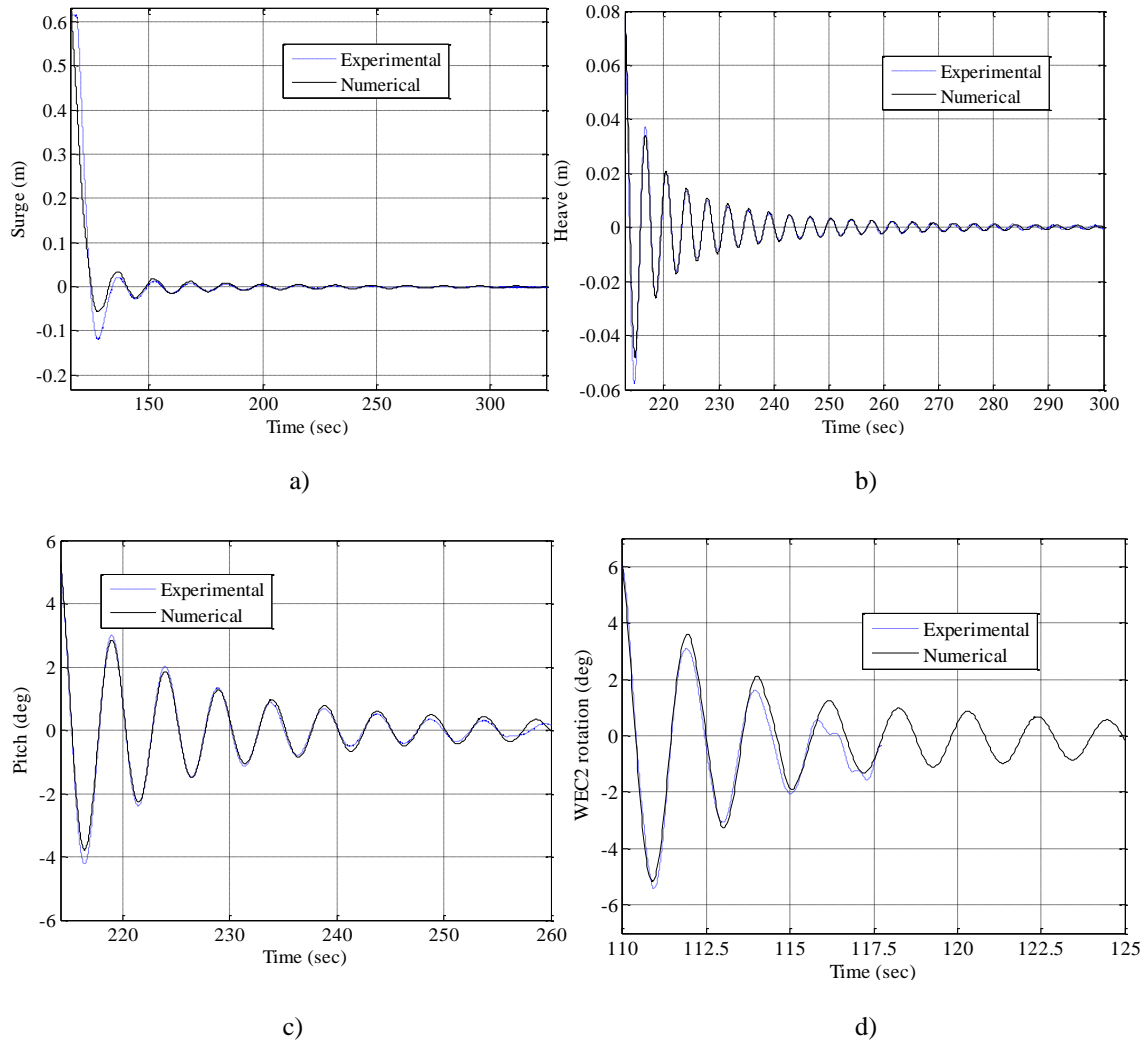 0.6
0.5
0.4
0.3
0.2
0.1
0
-0.1
-0.2
Surge (m)
Experimental
Numerical
150 200 250 300
Time (sec)
a)
0.08
0.06
0.04
0.02
0
-0.02
-0.04
-0.06
Heave (m)
Experimental
Numerical
220 230 240 250 260 270 280 290 300
Time (sec)
b)
6
4
2
0
-2
-4
-6
Pitch (deg)
Experimental
Numerical
220 230 240 250 260
Time (sec)
c)
6
4
2
0
-2
-4
-6
WEC2 rotation (deg)
Experimental
Numerical
110 112.5 115 117.5 120 122.5 125
Time (sec)
d)